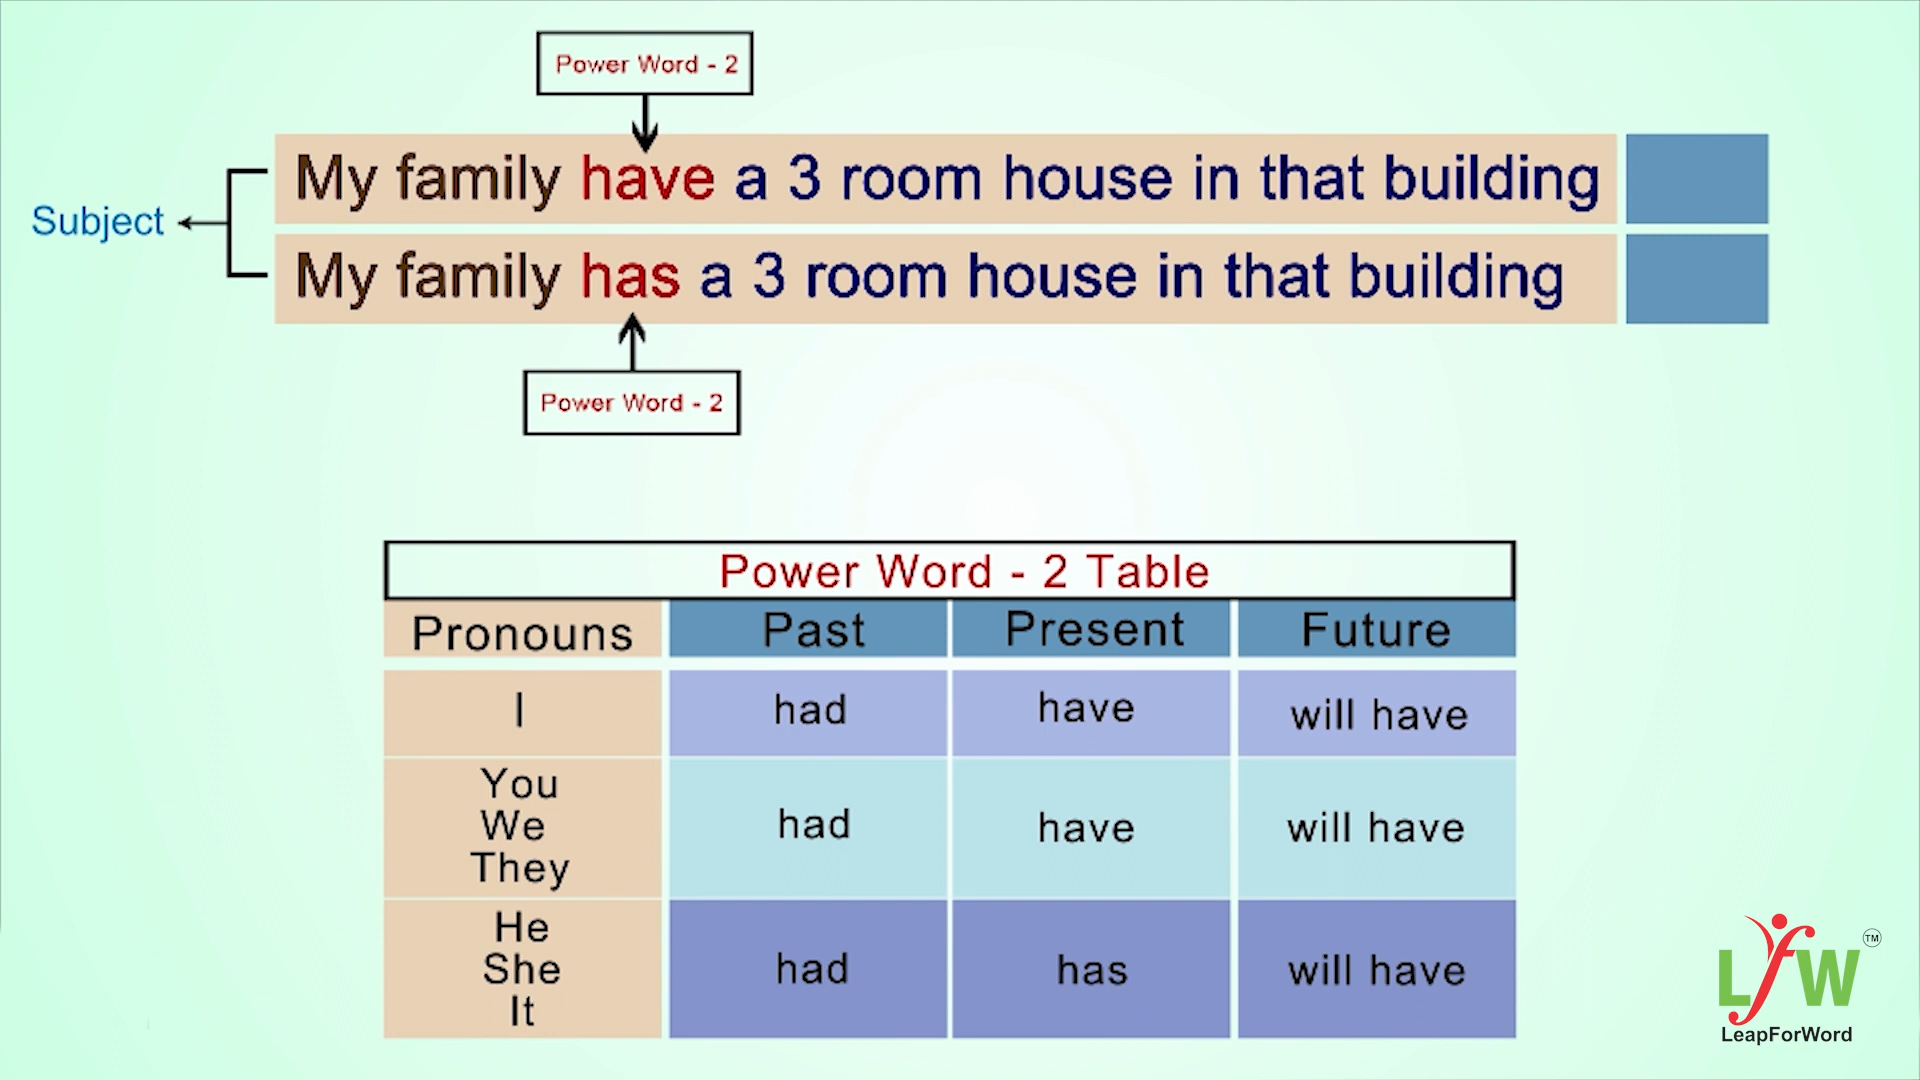 Power Word - 2
My family have a 3 room house in that building
Subject
My family has a 3 room house in that building
Power Word - 2
Power Word - 2 Table
Pronouns Past Present Future
I had have will have
You
We had have will have
They
He
She had has will have
It
LfW TM
LeapForWord